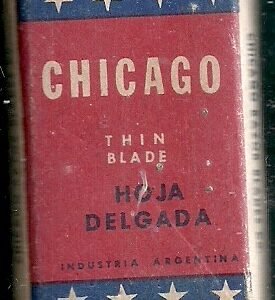 CHICAGO
THIN
BLADE
HOJA
DELGADA
INDUSTRIA ARGENTINA